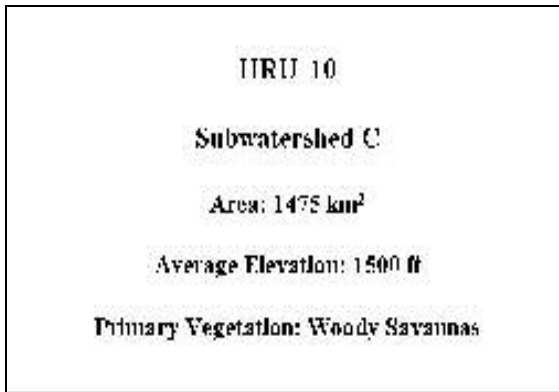 HRU 10
Subwatershed C
Area: 1475 km²
Average Elevation: 1500 ft
Primary Vegetation: Woody Savannas